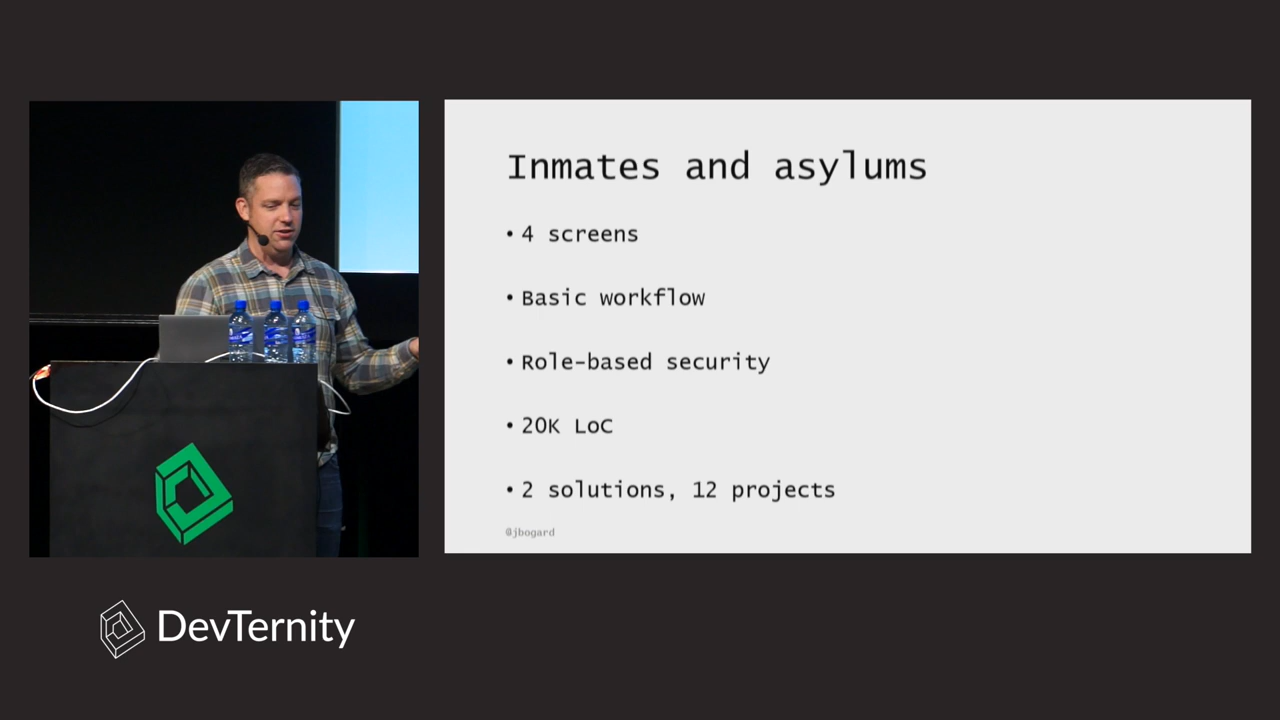 Inmates and asylums
• 4 screens
• Basic workflow
• Role-based security
• 20K LoC
• 2 solutions, 12 projects
@jbogard
DevTernity